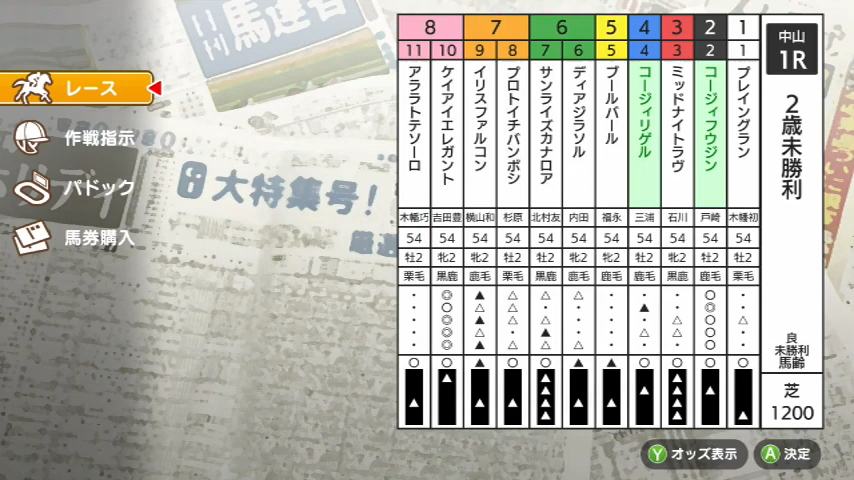 レース
作戦指示
パドック
馬券購入
日刊
馬達者
大特集号!
厳選
中山
1R
2歳未勝利
良
未勝利
馬齢
芝
1200
8 7 6 5 4 3 2 1
11 10 9 8 7 6 5 4 3 2 1
アララトテソーロ
ケイアイエレガント
イリスファルコン
プロトイチバンボシ
サンライズカナロア
ディアジラソル
ブールバール
コージィリゲル
ミッドナイトラヴ
コージィフウジン
プレイングラン
木幡巧 吉田豊 横山和 杉原 北村友 内田 福永 三浦 石川 戸崎 木幡初
54 54 54 54 54 54 54 54 54 54 54
牡2 牝2 牡2 牝2 牡2 牝2 牡2 牡2 牝2 牡2 牡2
栗毛 黒鹿 鹿毛 栗毛 黒鹿 鹿毛 鹿毛 鹿毛 黒鹿 鹿毛 栗毛
Y オッズ表示
A 決定